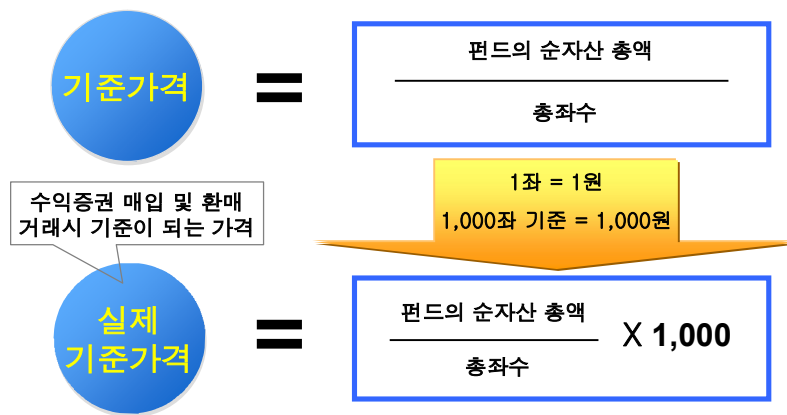 기준가격
=
펀드의 순자산 총액
총좌수
1좌 = 1원
1,000좌 기준 = 1,000원
수익증권 매입 및 환매
거래시 기준이 되는 가격
실제
기준가격
=
펀드의 순자산 총액
총좌수
X 1,000